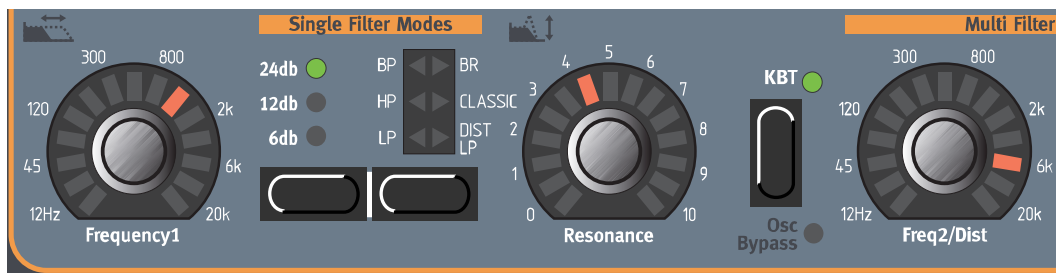 Single Filter Modes
Multi Filter
300 800
120 2k
45 6k
12Hz 20k
Frequency1
24db
12db
6db
BP BR
HP CLASSIC
LP DIST
LP
4 5 6
3 7
2 8
1 9
0 10
Resonance
KBT
Osc
Bypass
300 800
120 2k
45 6k
12Hz 20k
Freq2/Dist